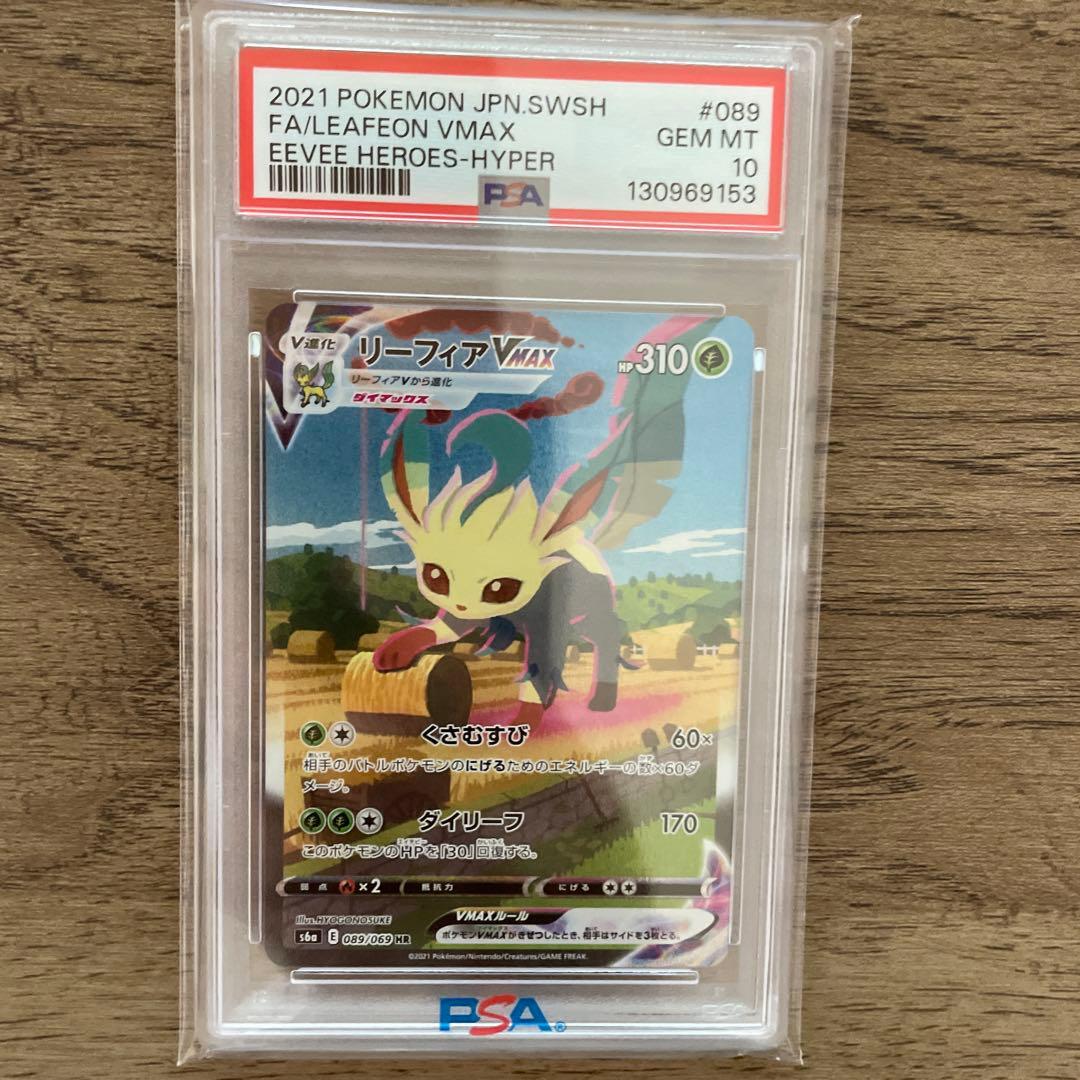 2021 POKEMON JPN.SWSH #089
FA/LEAFEON VMAX GEM MT
EEVEE HEROES-HYPER 10
PSA 130969153
V進化 リーフィア VMAX HP 310
リーフィアVから進化
ダイマックス
くさむすび 60×
相手のバトルポケモンのにげるためのエネルギーの数×60ダ
メージ。
ダイリーフ 170
このポケモンのHPを「30」回復する。
弱点 ×2 抵抗力 にげる
illus. HYOGONOSUKE
VMAXルール
s6a E 089/069 HR
ポケモンVMAXがきぜつしたとき、相手はサイドを3枚とる。
©2021 Pokémon/Nintendo/Creatures/GAME FREAK.
PSA®